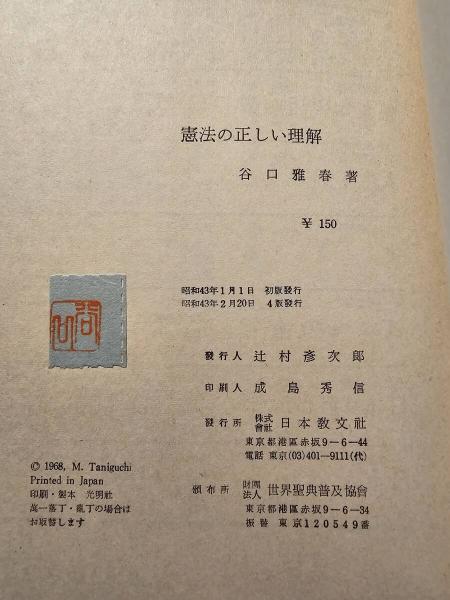 憲法の正しい理解
谷口雅春著
¥ 150
昭和43年1月1日 初版發行
昭和43年2月20日 4版發行
發行人 辻村彥次郎
印刷人 成島秀信
發行所 株式會社 日本敎文社
東京都港區赤坂9−6−44
電話 東京(03)401−9111(代)
頒布所 財團法人 世界聖典普及協會
東京都港區赤坂9−6−34
振替 東京120549番
© 1968, M. Taniguchi
Printed in Japan
印刷・製本 光明社
萬一落丁・亂丁の場合は
お取替します